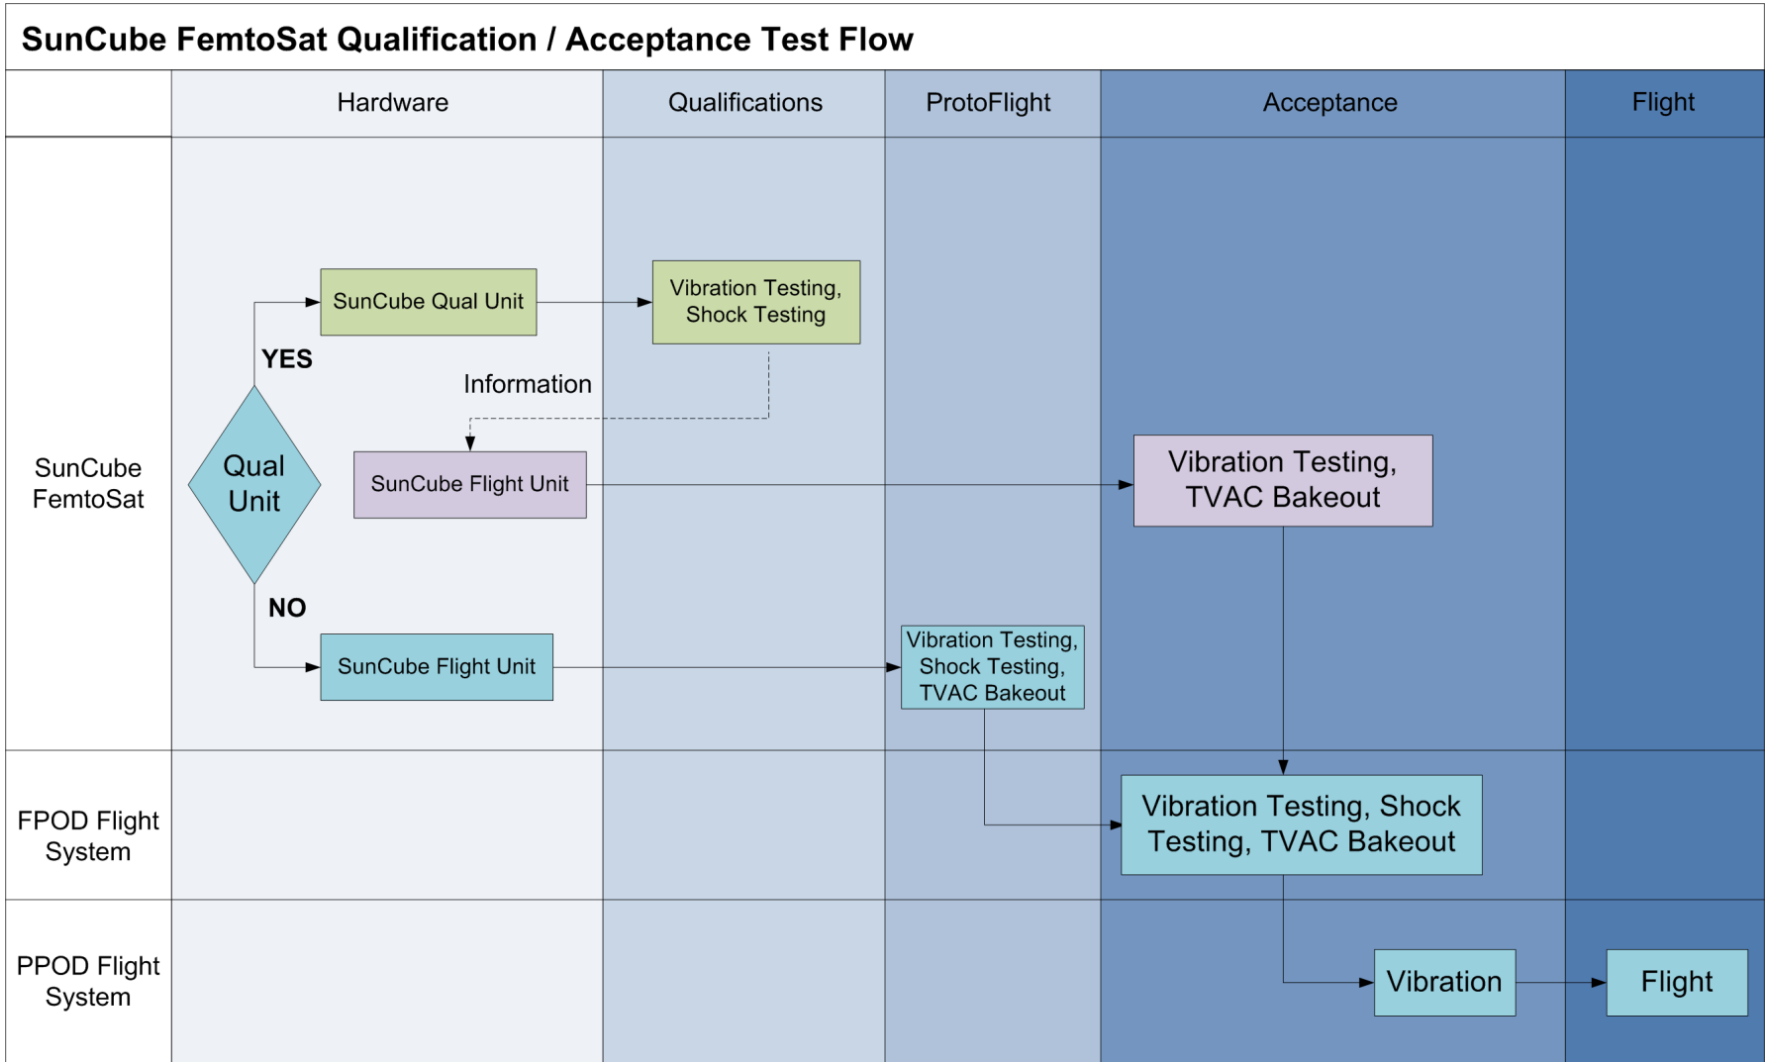 SunCube FemtoSat Qualification / Acceptance Test Flow
Hardware
Qualifications
ProtoFlight
Acceptance
Flight
SunCube
FemtoSat
Qual
Unit
YES
NO
SunCube Qual Unit
Vibration Testing,
Shock Testing
Information
SunCube Flight Unit
Vibration Testing,
TVAC Bakeout
SunCube Flight Unit
Vibration Testing,
Shock Testing,
TVAC Bakeout
FPOD Flight
System
Vibration Testing, Shock
Testing, TVAC Bakeout
PPOD Flight
System
Vibration
Flight